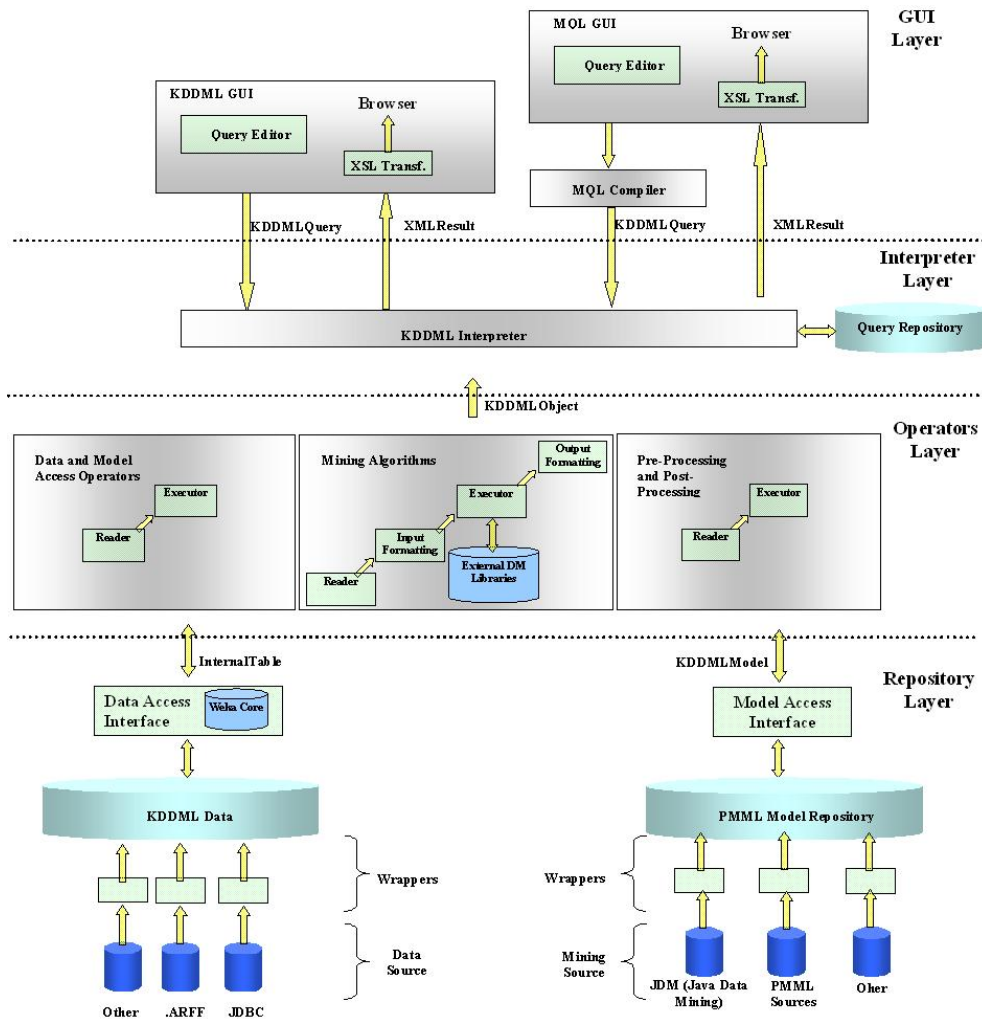 MQL GUI
GUI
Layer
Browser
Query Editor
XSL Transf.
KDDML GUI
Browser
Query Editor
XSL Transf.
MQL Compiler
KDDMLQuery
XMLResult
KDDMLQuery
XMLResult
Interpreter
Layer
KDDML Interpreter
Query Repository
KDDMLObject
Operators
Layer
Data and Model
Access Operators
Executor
Reader
Mining Algorithms
Output
Formatting
Executor
Input
Formatting
Reader
External DM
Libraries
Pre-Processing
and Post-
Processing
Executor
Reader
InternalTable
KDDMLModel
Repository
Layer
Data Access
Interface
Weka Core
Model Access
Interface
KDDML Data
PMML Model Repository
Wrappers
Wrappers
Data
Source
Mining
Source
Other
.ARFF
JDBC
JDM (Java Data
Mining)
PMML
Sources
Oher